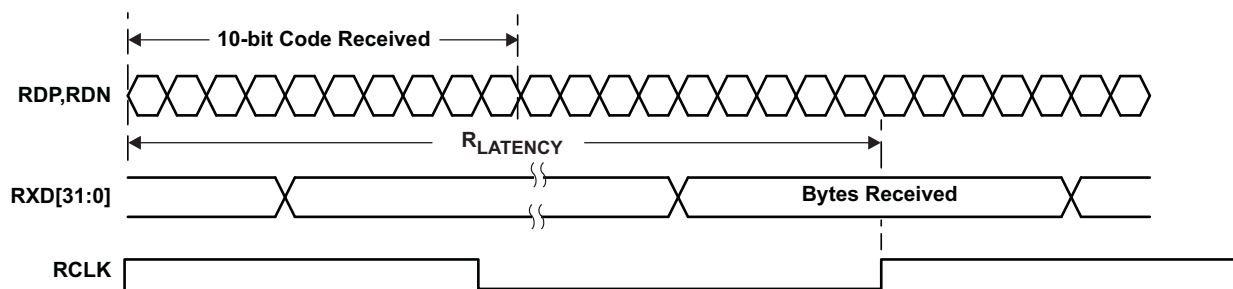 10-bit Code Received
RDP,RDN
RLATENCY
RXD[31:0]
Bytes Received
RCLK